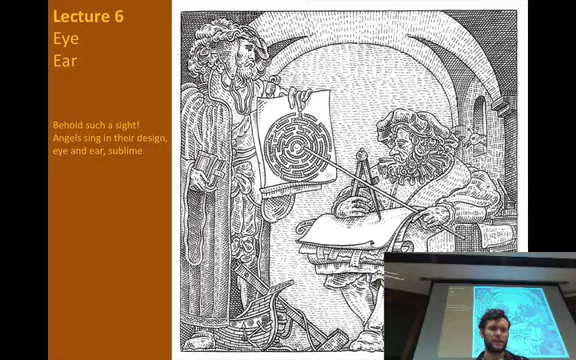 Lecture 6
Eye
Ear
Behold such a sight!
Angels sing in their design,
eye and ear, sublime.